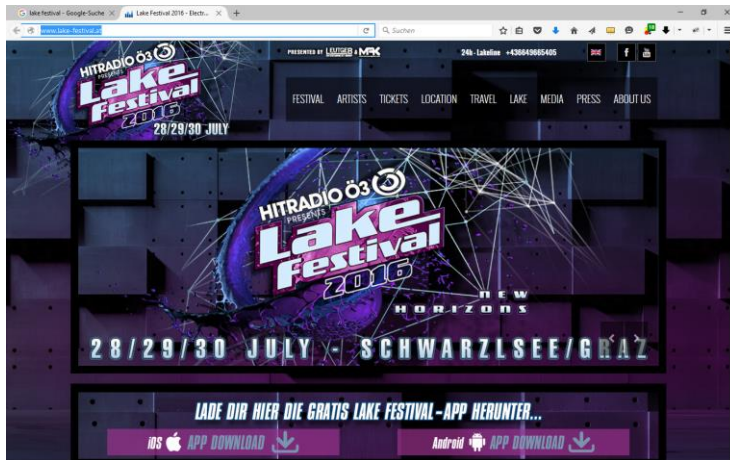 lake festival - Google-Suche
Lake Festival 2016 - Electr...
www.lake-festival.at
Suchen
HITRADIO Ö3
PRESENTS
Lake
Festival
2016
28/29/30 JULY
PRESENTED BY LEUTGEB & MRK
24h-Lakeline +436649665405
FESTIVAL ARTISTS TICKETS LOCATION TRAVEL LAKE MEDIA PRESS ABOUT US
HITRADIO Ö3
PRESENTS
Lake
Festival
2016
NEW
HORIZONS
28/29/30 JULY - SCHWARZLSEE/GRAZ
LADE DIR HIER DIE GRATIS LAKE FESTIVAL-APP HERUNTER...
iOS APP DOWNLOAD
Android APP DOWNLOAD